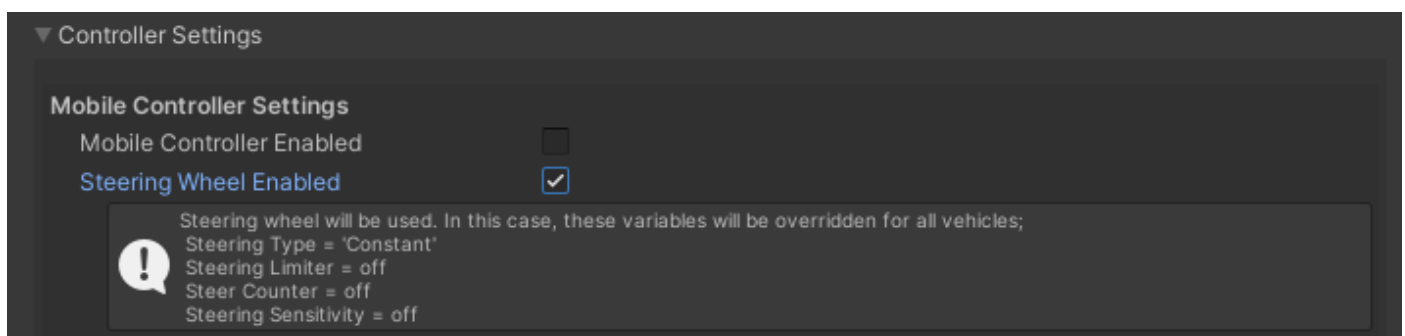 Controller Settings
Mobile Controller Settings
Mobile Controller Enabled
Steering Wheel Enabled
Steering wheel will be used. In this case, these variables will be overridden for all vehicles;
Steering Type = 'Constant'
Steering Limiter = off
Steer Counter = off
Steering Sensitivity = off